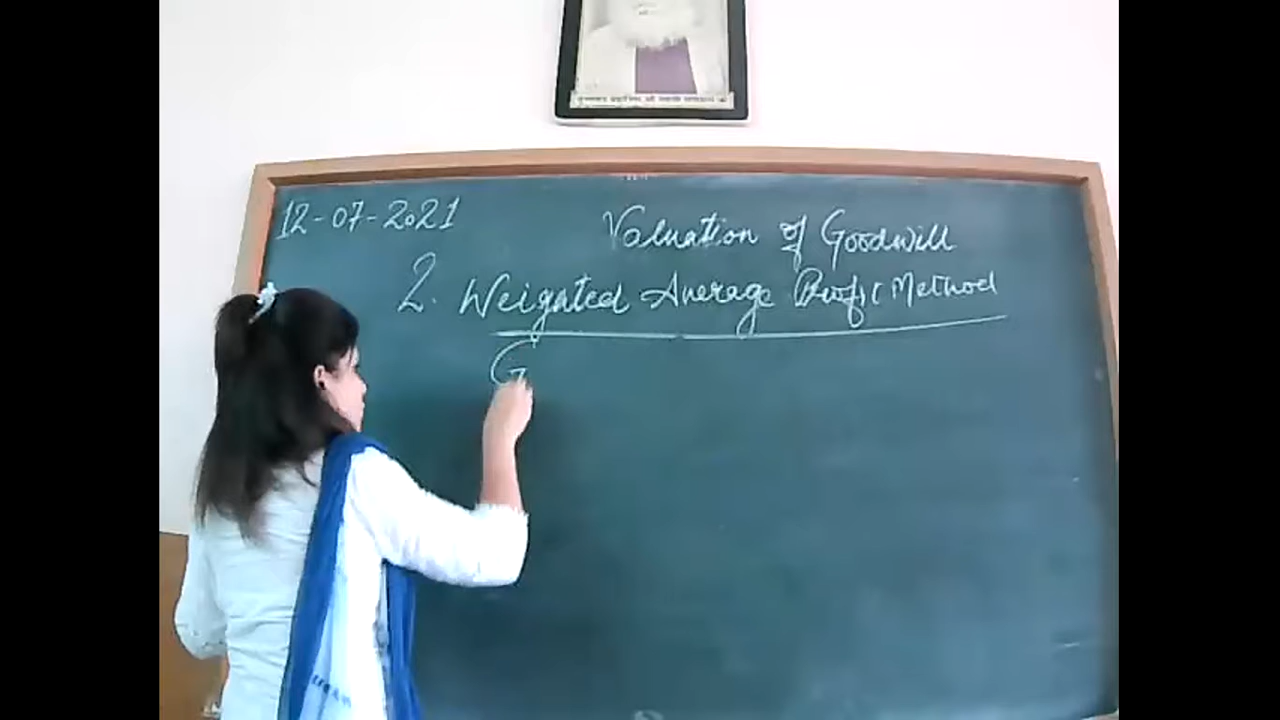 12-07-2021
Valuation of Goodwill
2. Weigated Average Profit Method
G